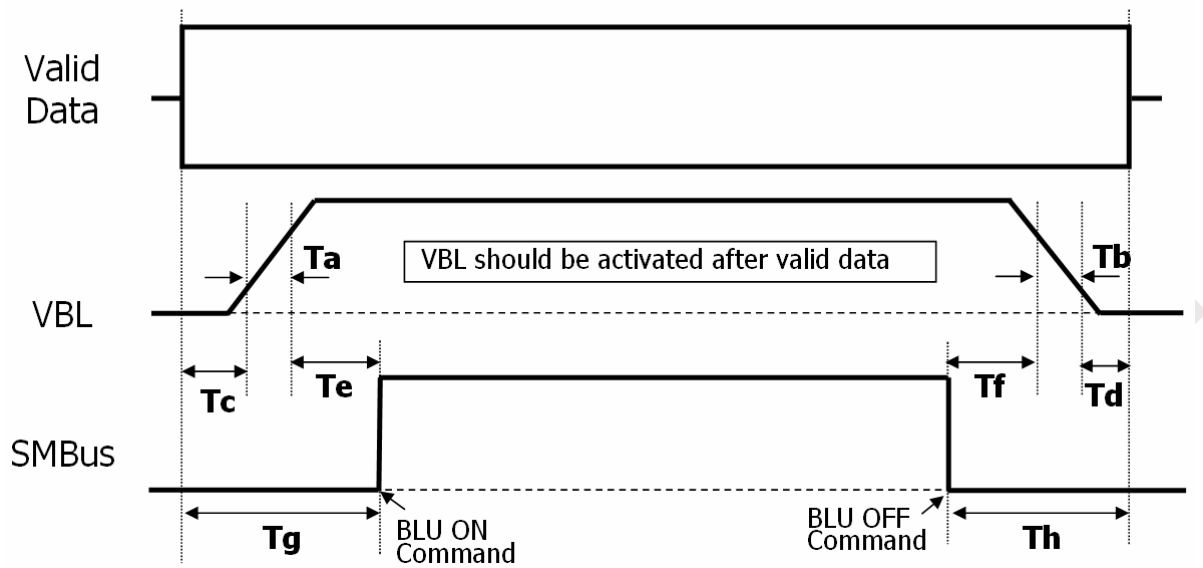 Valid
Data
Ta
VBL should be activated after valid data
Tb
VBL
Tc
Te
Tf
Td
SMBus
Tg
BLU ON
Command
BLU OFF
Command
Th